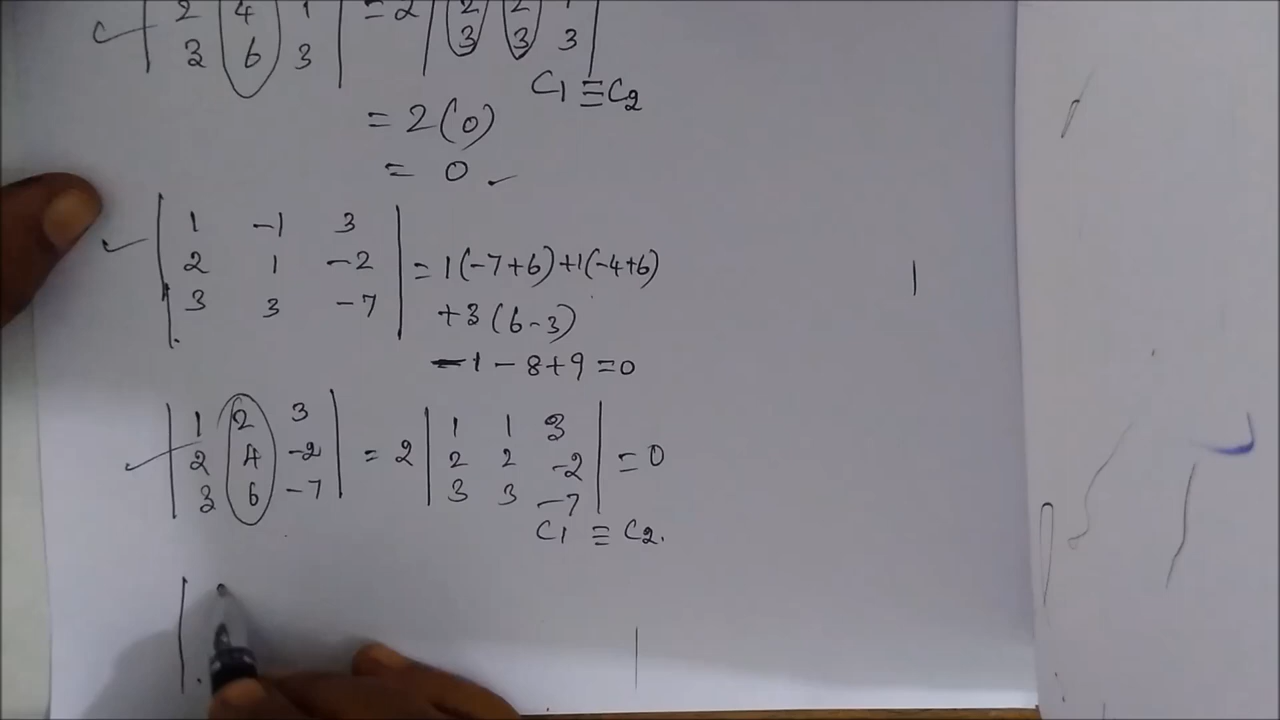 | 2 4 1 | = 2 | 2 2 1 |
| 3 6 3 | | 3 3 3 |
C1 ≡ C2
= 2(0)
= 0 ✓
✓ | 1 -1 3 |
| 2 1 -2 | = 1(-7+6)+1(-4+6)
| 3 3 -7 | +3(6-3)
-1 - 8+9 =0
| 1 2 3 | | 1 1 3 |
✓ | 2 4 -2 | = 2 | 2 2 -2 | = 0
| 3 6 -7 | | 3 3 -7 |
C1 ≡ C2.